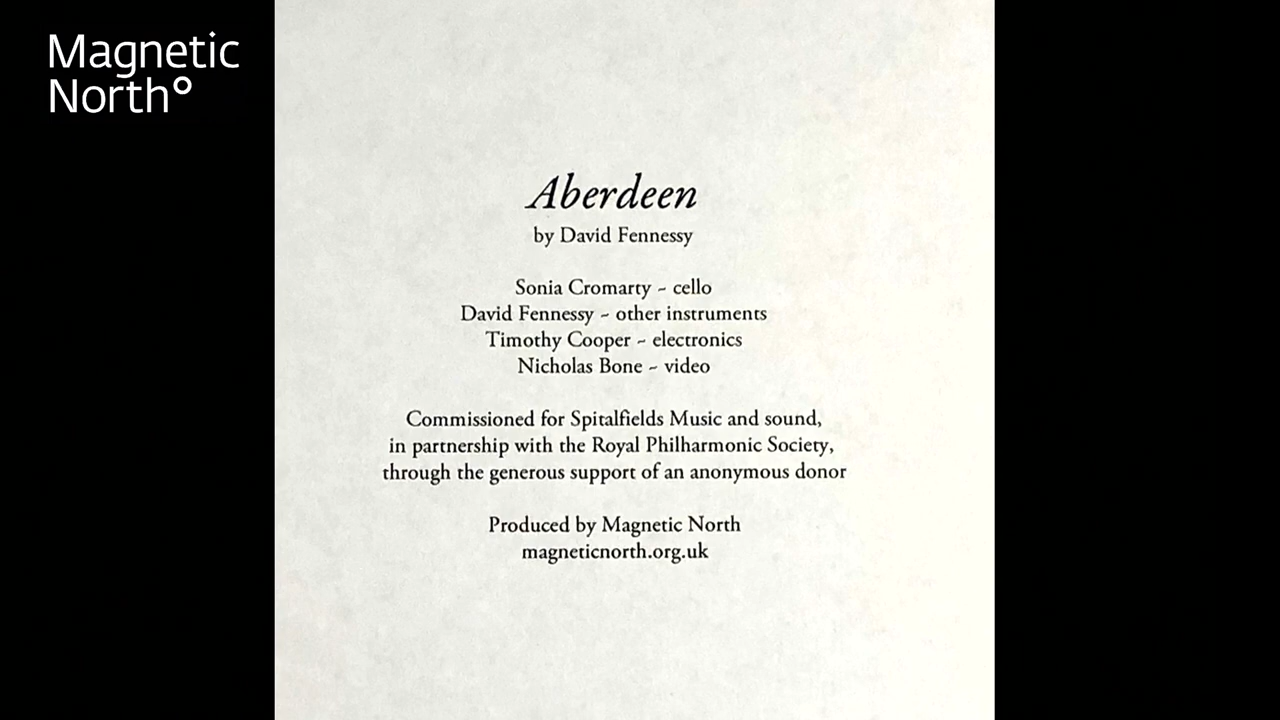 Magnetic
North°
Aberdeen
by David Fennessy
Sonia Cromarty ~ cello
David Fennessy ~ other instruments
Timothy Cooper ~ electronics
Nicholas Bone ~ video
Commissioned for Spitalfields Music and sound,
in partnership with the Royal Philharmonic Society,
through the generous support of an anonymous donor
Produced by Magnetic North
magneticnorth.org.uk